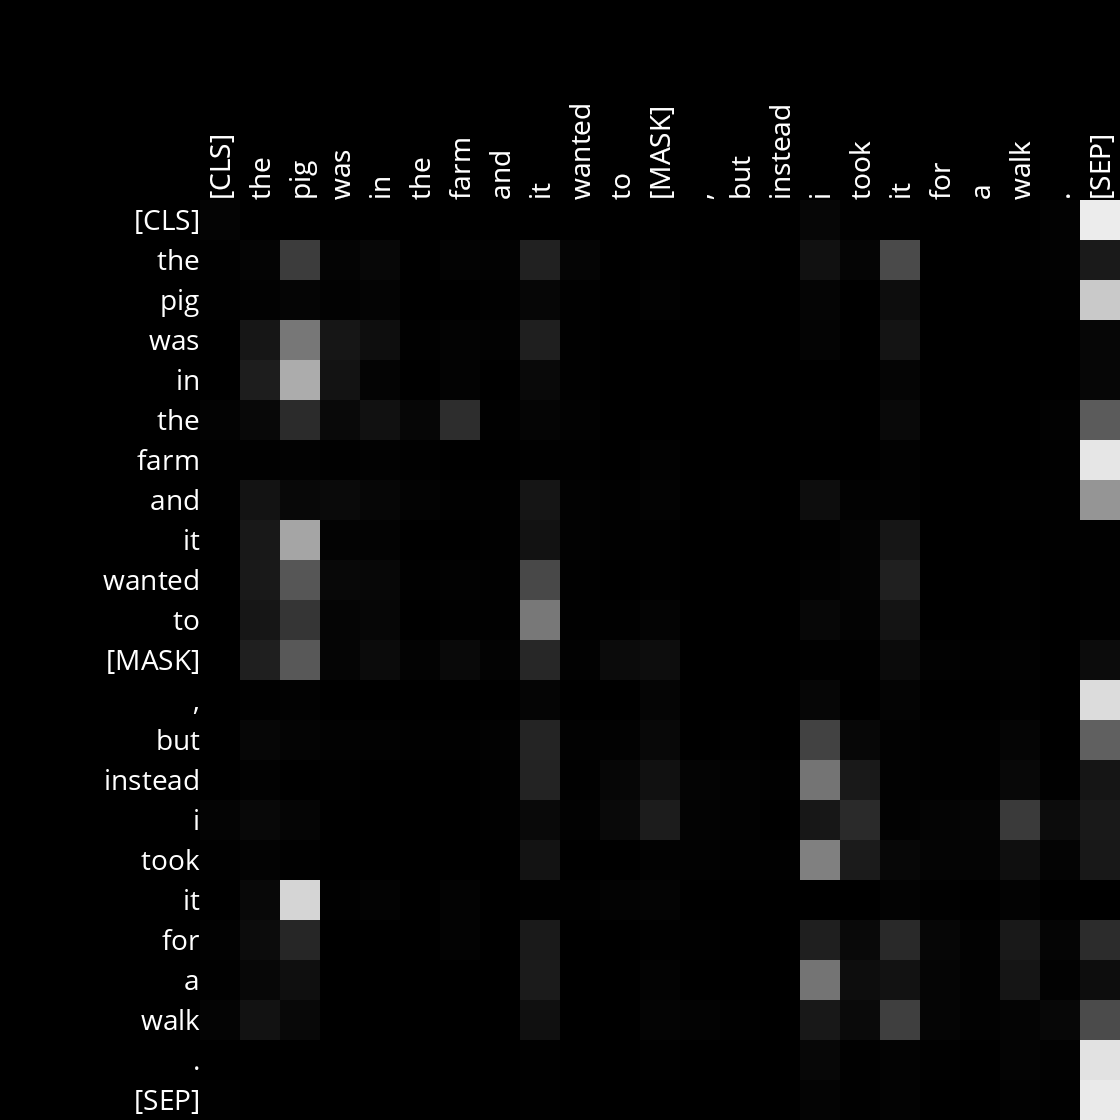 [CLS] the pig was in the farm and it wanted to [MASK] , but instead i took it for a walk . [SEP]
[CLS]
the
pig
was
in
the
farm
and
it
wanted
to
[MASK]
,
but
instead
i
took
it
for
a
walk
.
[SEP]